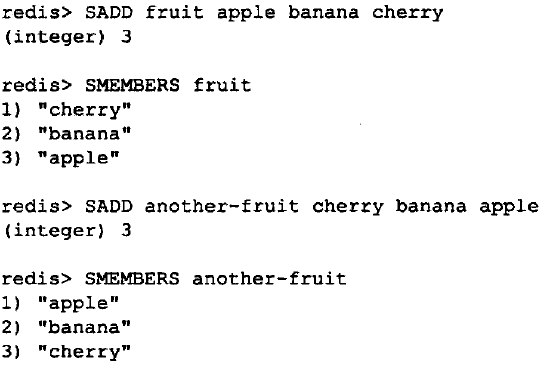 redis> SADD fruit apple banana cherry
(integer) 3
redis> SMEMBERS fruit
1) "cherry"
2) "banana"
3) "apple"
redis> SADD another-fruit cherry banana apple
(integer) 3
redis> SMEMBERS another-fruit
1) "apple"
2) "banana"
3) "cherry"